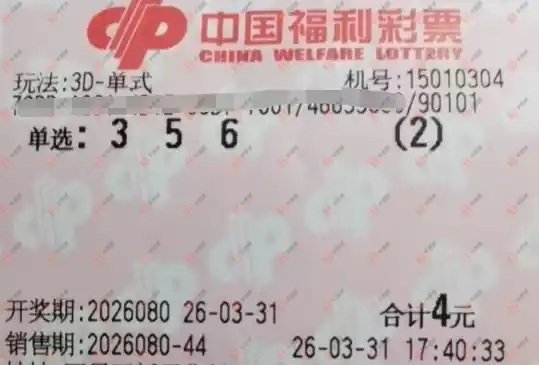 中国福利彩票
CHINA WELFARE LOTTERY
玩法:3D-单式 机号:15010304
/90101
单选: 3 5 6 (2)
开奖期:2026080 26-03-31 合计4元
销售期:2026080-44 26-03-31 17:40:33